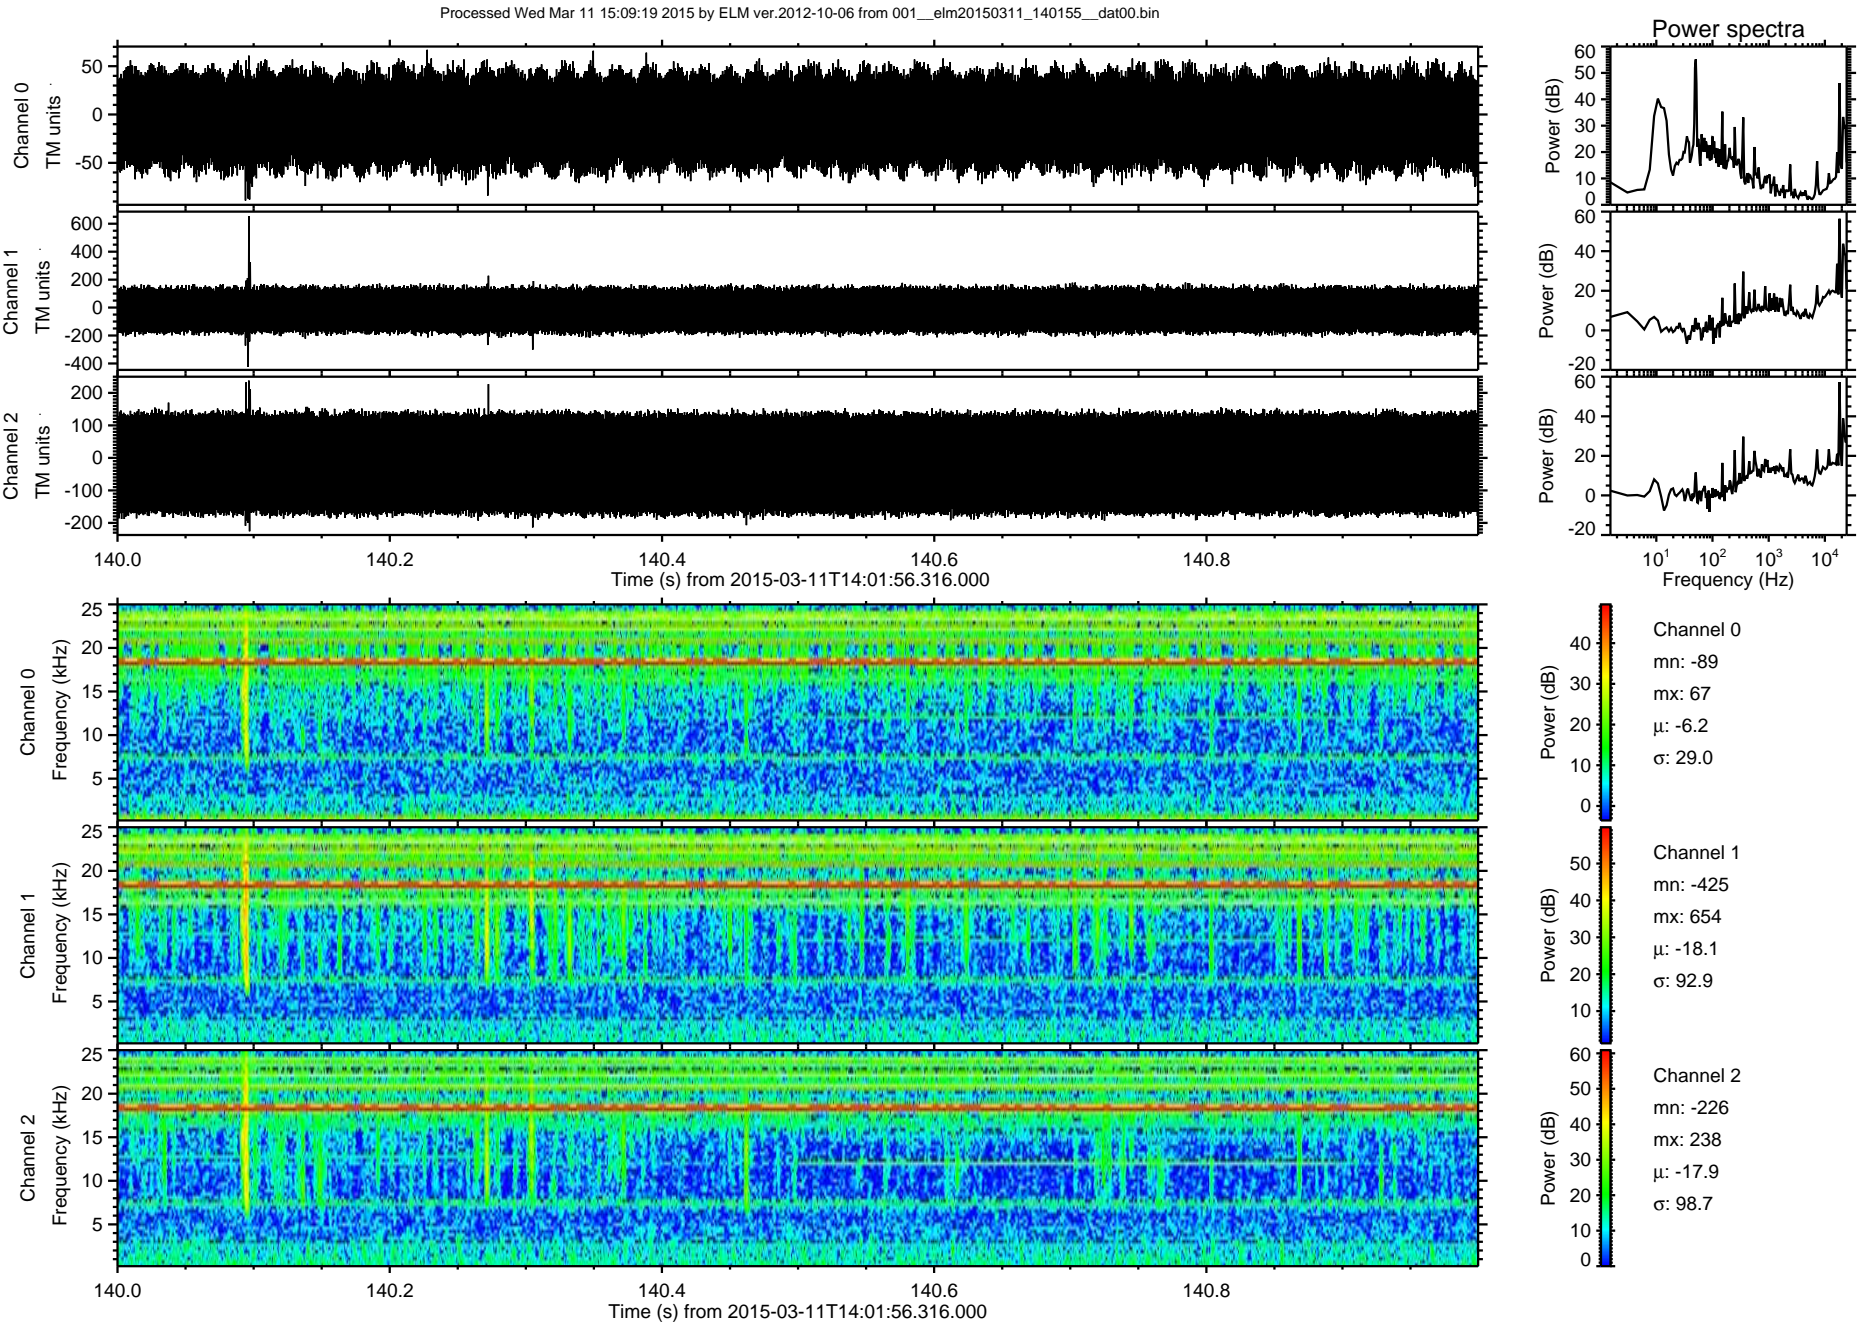 Processed Wed Mar 11 15:09:19 2015 by ELM ver.2012-10-06 from 001__elm20150311_140155__dat00.bin
Power spectra
Channel 0
TM units
50
0
-50
Power (dB)
60
50
40
30
20
10
0
Channel 1
TM units
600
400
200
0
-200
-400
Power (dB)
60
40
20
0
-20
Channel 2
TM units
200
100
0
-100
-200
Power (dB)
60
40
20
0
-20
140.0 140.2 140.4 140.6 140.8
Time (s) from 2015-03-11T14:01:56.316.000
10¹ 10² 10³ 10⁴
Frequency (Hz)
Channel 0
Frequency (kHz)
25
20
15
10
5
Power (dB)
40
30
20
10
0
Channel 0
mn: -89
mx: 67
μ: -6.2
σ: 29.0
Channel 1
Frequency (kHz)
25
20
15
10
5
Power (dB)
50
40
30
20
10
Channel 1
mn: -425
mx: 654
μ: -18.1
σ: 92.9
Channel 2
Frequency (kHz)
25
20
15
10
5
Power (dB)
60
50
40
30
20
10
0
Channel 2
mn: -226
mx: 238
μ: -17.9
σ: 98.7
140.0 140.2 140.4 140.6 140.8
Time (s) from 2015-03-11T14:01:56.316.000